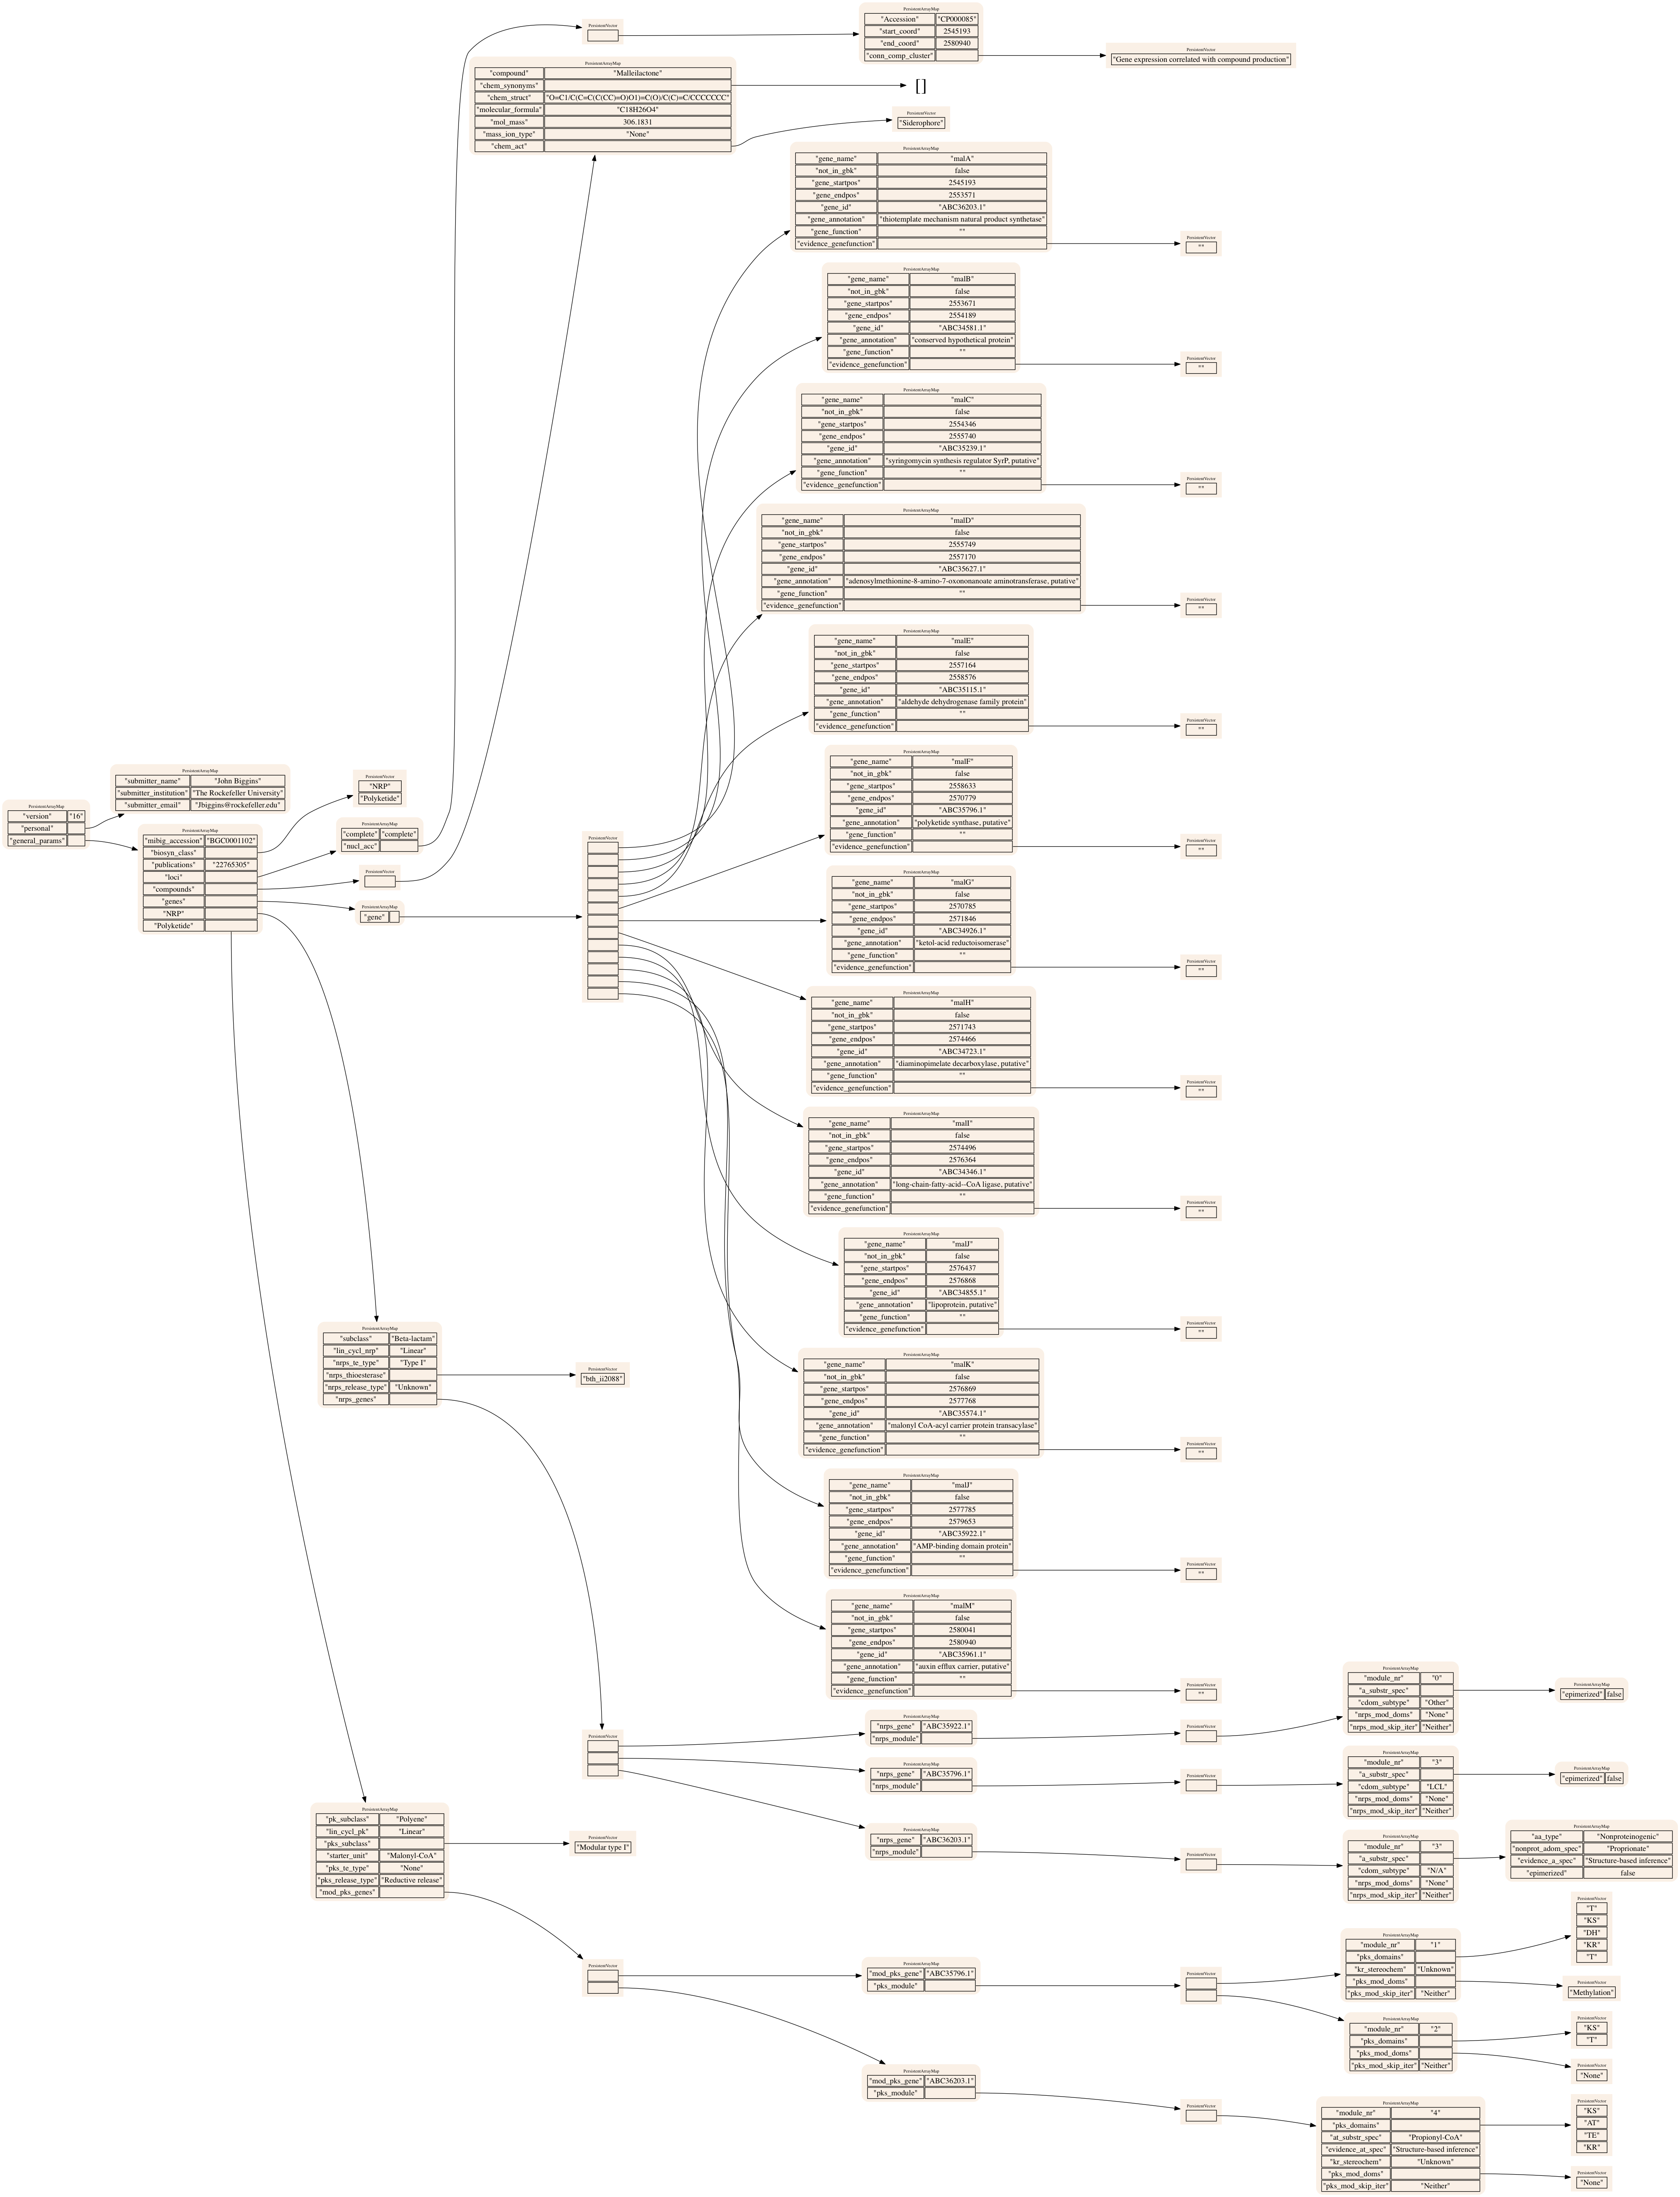 PersistentArrayMap
"version" "16"
"personal"
"general_params"
PersistentArrayMap
"submitter_name" "John Biggins"
"submitter_institution" "The Rockefeller University"
"submitter_email" "Jbiggins@rockefeller.edu"
PersistentArrayMap
"mibig_accession" "BGC0001102"
"biosyn_class"
"publications" "22765305"
"loci"
"compounds"
"genes"
"NRP"
"Polyketide"
PersistentVector
"NRP"
"Polyketide"
PersistentArrayMap
"complete" "complete"
"nucl_acc"
PersistentVector
PersistentArrayMap
"gene"
PersistentVector
PersistentArrayMap
"Accession" "CP000085"
"start_coord" 2545193
"end_coord" 2580940
"conn_comp_cluster"
PersistentVector
"Gene expression correlated with compound production"
PersistentArrayMap
"compound" "Malleilactone"
"chem_synonyms"
"chem_struct" "O=C1/C(C=C(C(CC)=O)O1)=C(O)/C(C)=C/CCCCCCC"
"molecular_formula" "C18H26O4"
"mol_mass" 306.1831
"mass_ion_type" "None"
"chem_act"
[]
PersistentVector
"Siderophore"
PersistentVector
PersistentArrayMap
"gene_name" "malA"
"not_in_gbk" false
"gene_startpos" 2545193
"gene_endpos" 2553571
"gene_id" "ABC36203.1"
"gene_annotation" "thiotemplate mechanism natural product synthetase"
"gene_function" ""
"evidence_genefunction"
PersistentVector
""
PersistentArrayMap
"gene_name" "malB"
"not_in_gbk" false
"gene_startpos" 2553671
"gene_endpos" 2554189
"gene_id" "ABC34581.1"
"gene_annotation" "conserved hypothetical protein"
"gene_function" ""
"evidence_genefunction"
PersistentVector
""
PersistentArrayMap
"gene_name" "malC"
"not_in_gbk" false
"gene_startpos" 2554346
"gene_endpos" 2555740
"gene_id" "ABC35239.1"
"gene_annotation" "syringomycin synthesis regulator SyrP, putative"
"gene_function" ""
"evidence_genefunction"
PersistentVector
""
PersistentArrayMap
"gene_name" "malD"
"not_in_gbk" false
"gene_startpos" 2555749
"gene_endpos" 2557170
"gene_id" "ABC35627.1"
"gene_annotation" "adenosylmethionine-8-amino-7-oxononanoate aminotransferase, putative"
"gene_function" ""
"evidence_genefunction"
PersistentVector
""
PersistentArrayMap
"gene_name" "malE"
"not_in_gbk" false
"gene_startpos" 2557164
"gene_endpos" 2558576
"gene_id" "ABC35115.1"
"gene_annotation" "aldehyde dehydrogenase family protein"
"gene_function" ""
"evidence_genefunction"
PersistentVector
""
PersistentArrayMap
"gene_name" "malF"
"not_in_gbk" false
"gene_startpos" 2558633
"gene_endpos" 2570779
"gene_id" "ABC35796.1"
"gene_annotation" "polyketide synthase, putative"
"gene_function" ""
"evidence_genefunction"
PersistentVector
""
PersistentArrayMap
"gene_name" "malG"
"not_in_gbk" false
"gene_startpos" 2570785
"gene_endpos" 2571846
"gene_id" "ABC34926.1"
"gene_annotation" "ketol-acid reductoisomerase"
"gene_function" ""
"evidence_genefunction"
PersistentVector
""
PersistentArrayMap
"gene_name" "malH"
"not_in_gbk" false
"gene_startpos" 2571743
"gene_endpos" 2574466
"gene_id" "ABC34723.1"
"gene_annotation" "diaminopimelate decarboxylase, putative"
"gene_function" ""
"evidence_genefunction"
PersistentVector
""
PersistentArrayMap
"gene_name" "malI"
"not_in_gbk" false
"gene_startpos" 2574496
"gene_endpos" 2576364
"gene_id" "ABC34346.1"
"gene_annotation" "long-chain-fatty-acid--CoA ligase, putative"
"gene_function" ""
"evidence_genefunction"
PersistentVector
""
PersistentArrayMap
"gene_name" "malJ"
"not_in_gbk" false
"gene_startpos" 2576437
"gene_endpos" 2576868
"gene_id" "ABC34855.1"
"gene_annotation" "lipoprotein, putative"
"gene_function" ""
"evidence_genefunction"
PersistentVector
""
PersistentArrayMap
"gene_name" "malK"
"not_in_gbk" false
"gene_startpos" 2576869
"gene_endpos" 2577768
"gene_id" "ABC35574.1"
"gene_annotation" "malonyl CoA-acyl carrier protein transacylase"
"gene_function" ""
"evidence_genefunction"
PersistentVector
""
PersistentArrayMap
"gene_name" "malJ"
"not_in_gbk" false
"gene_startpos" 2577785
"gene_endpos" 2579653
"gene_id" "ABC35922.1"
"gene_annotation" "AMP-binding domain protein"
"gene_function" ""
"evidence_genefunction"
PersistentVector
""
PersistentArrayMap
"gene_name" "malM"
"not_in_gbk" false
"gene_startpos" 2580041
"gene_endpos" 2580940
"gene_id" "ABC35961.1"
"gene_annotation" "auxin efflux carrier, putative"
"gene_function" ""
"evidence_genefunction"
PersistentVector
""
PersistentArrayMap
"subclass" "Beta-lactam"
"lin_cycl_nrp" "Linear"
"nrps_te_type" "Type I"
"nrps_thioesterase"
"nrps_release_type" "Unknown"
"nrps_genes"
PersistentVector
"bth_ii2088"
PersistentVector
PersistentArrayMap
"nrps_gene" "ABC35922.1"
"nrps_module"
PersistentVector
PersistentArrayMap
"module_nr" "0"
"a_substr_spec"
"cdom_subtype" "Other"
"nrps_mod_doms" "None"
"nrps_mod_skip_iter" "Neither"
PersistentArrayMap
"epimerized" false
PersistentArrayMap
"nrps_gene" "ABC35796.1"
"nrps_module"
PersistentVector
PersistentArrayMap
"module_nr" "3"
"a_substr_spec"
"cdom_subtype" "LCL"
"nrps_mod_doms" "None"
"nrps_mod_skip_iter" "Neither"
PersistentArrayMap
"epimerized" false
PersistentArrayMap
"nrps_gene" "ABC36203.1"
"nrps_module"
PersistentVector
PersistentArrayMap
"module_nr" "3"
"a_substr_spec"
"cdom_subtype" "N/A"
"nrps_mod_doms" "None"
"nrps_mod_skip_iter" "Neither"
PersistentArrayMap
"aa_type" "Nonproteinogenic"
"nonprot_adom_spec" "Proprionate"
"evidence_a_spec" "Structure-based inference"
"epimerized" false
PersistentArrayMap
"pk_subclass" "Polyene"
"lin_cycl_pk" "Linear"
"pks_subclass"
"starter_unit" "Malonyl-CoA"
"pks_te_type" "None"
"pks_release_type" "Reductive release"
"mod_pks_genes"
PersistentVector
"Modular type I"
PersistentVector
PersistentArrayMap
"mod_pks_gene" "ABC35796.1"
"pks_module"
PersistentVector
PersistentArrayMap
"module_nr" "1"
"pks_domains"
"kr_stereochem" "Unknown"
"pks_mod_doms"
"pks_mod_skip_iter" "Neither"
PersistentVector
"T"
"KS"
"DH"
"KR"
"T"
PersistentVector
"Methylation"
PersistentArrayMap
"module_nr" "2"
"pks_domains"
"pks_mod_doms"
"pks_mod_skip_iter" "Neither"
PersistentVector
"KS"
"T"
PersistentVector
"None"
PersistentArrayMap
"mod_pks_gene" "ABC36203.1"
"pks_module"
PersistentVector
PersistentArrayMap
"module_nr" "4"
"pks_domains"
"at_substr_spec" "Propionyl-CoA"
"evidence_at_spec" "Structure-based inference"
"kr_stereochem" "Unknown"
"pks_mod_doms"
"pks_mod_skip_iter" "Neither"
PersistentVector
"KS"
"AT"
"TE"
"KR"
PersistentVector
"None"